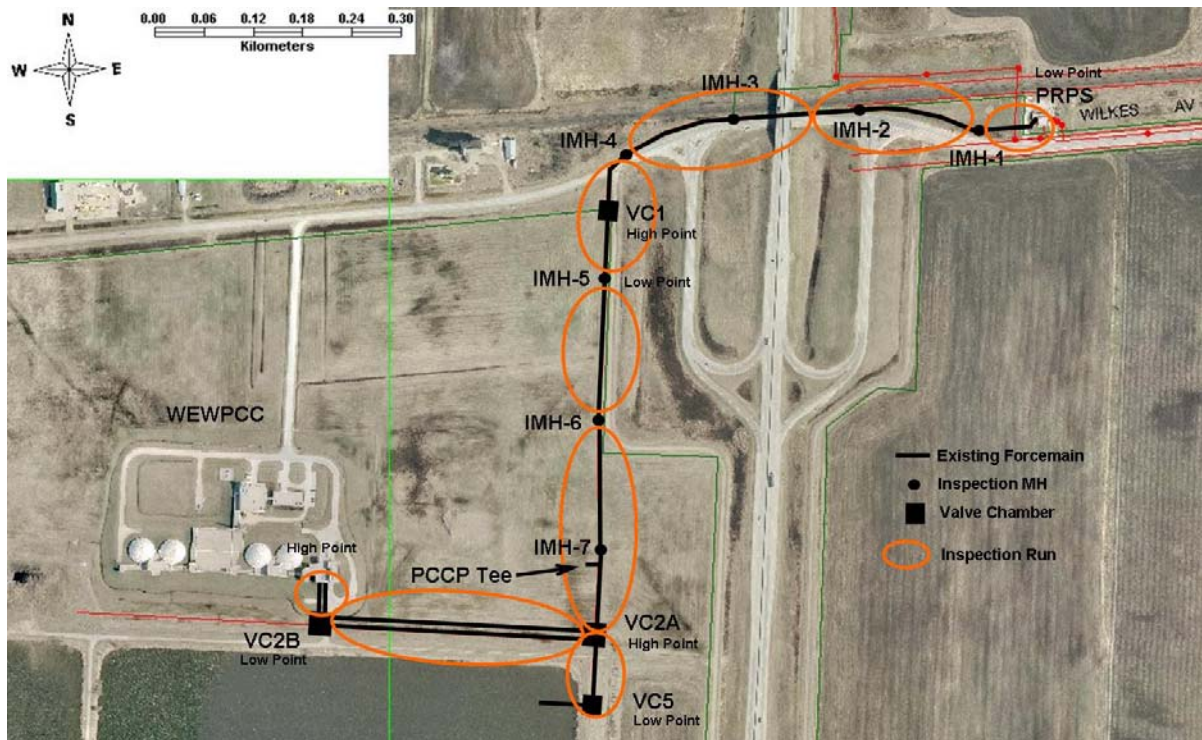 N
W E
S
0.00 0.06 0.12 0.18 0.24 0.30
Kilometers
IMH-3
Low Point
PRPS
WILKES AV
IMH-2
IMH-1
IMH-4
VC1
High Point
IMH-5
Low Point
IMH-6
WEWPCC
Existing Forcemain
Inspection MH
Valve Chamber
Inspection Run
IMH-7
High Point
PCCP Tee
VC2B
Low Point
VC2A
High Point
VC5
Low Point